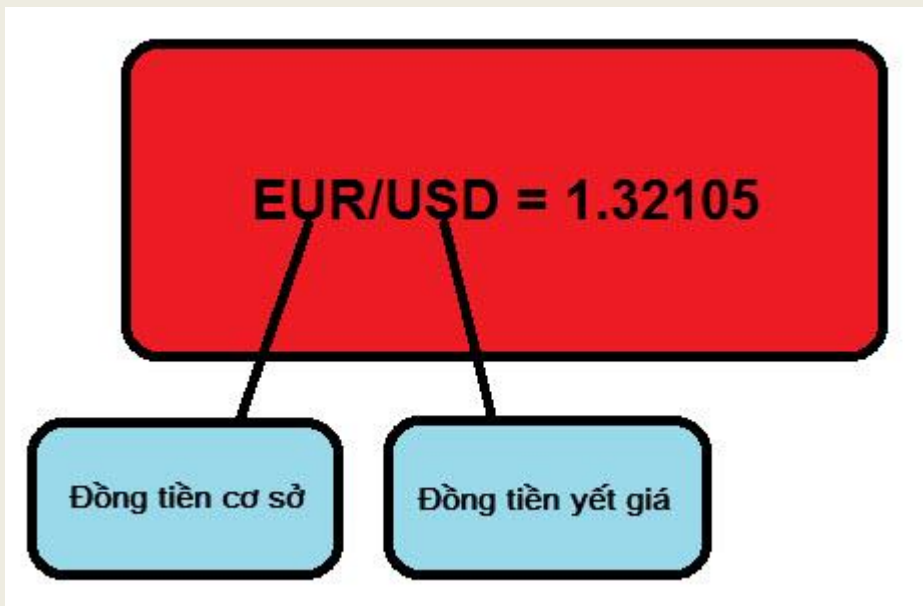 EUR/USD = 1.32105
Đồng tiền cơ sở
Đồng tiền yết giá